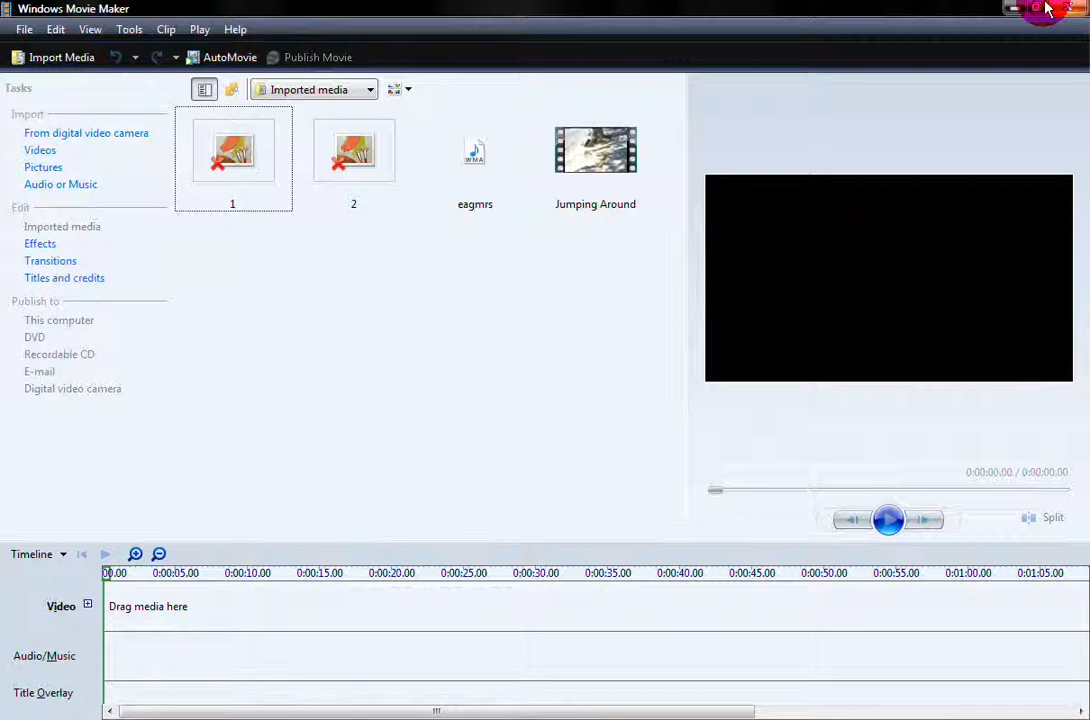 Windows Movie Maker
File Edit View Tools Clip Play Help
Import Media AutoMovie Publish Movie
Tasks
Imported media
Import
From digital video camera
Videos
Pictures
Audio or Music
Edit
Imported media
Effects
Transitions
Titles and credits
Publish to
This computer
DVD
Recordable CD
E-mail
Digital video camera
WMA
1 2 eagmrs Jumping Around
0:00:00.00 / 0:00:00.00
Split
Timeline
00.00 0:00:05.00 0:00:10.00 0:00:15.00 0:00:20.00 0:00:25.00 0:00:30.00 0:00:35.00 0:00:40.00 0:00:45.00 0:00:50.00 0:00:55.00 0:01:00.00 0:01:05.00
Video Drag media here
Audio/Music
Title Overlay